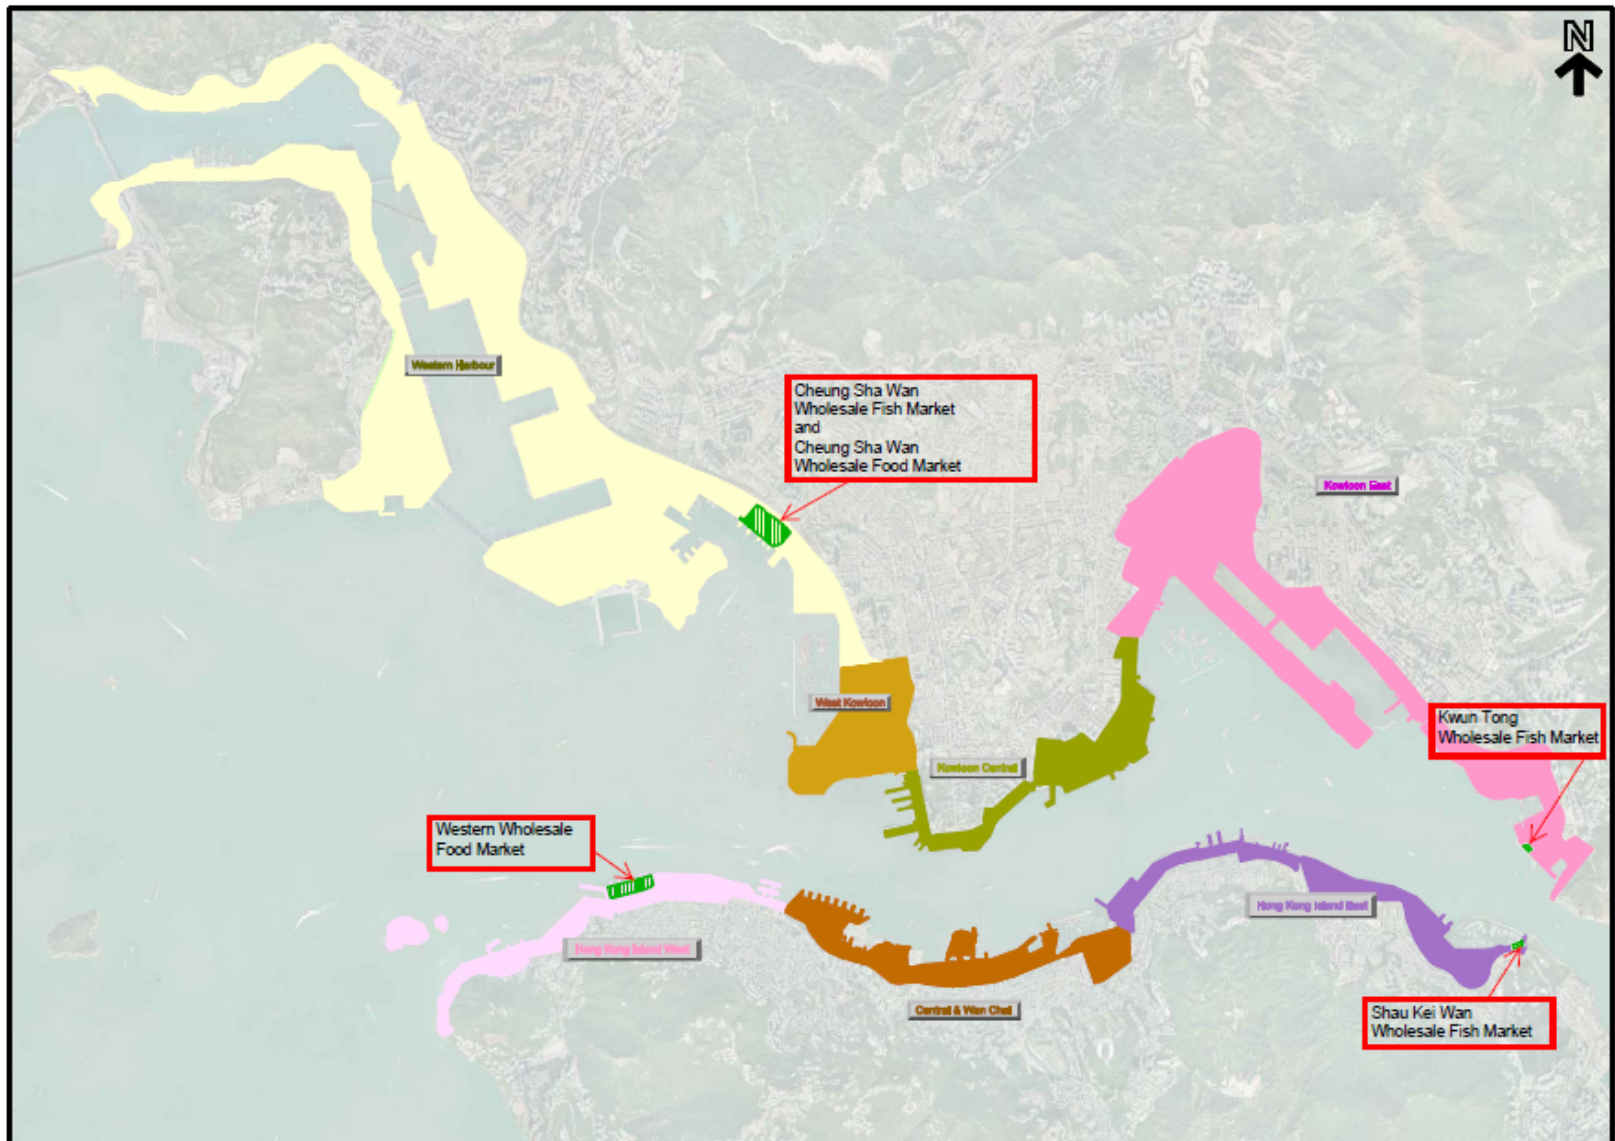 N
Western Harbour
Cheung Sha Wan
Wholesale Fish Market
and
Cheung Sha Wan
Wholesale Food Market
Kowloon East
West Kowloon
Kwun Tong
Wholesale Fish Market
Kowloon Central
Western Wholesale
Food Market
Hong Kong Island East
Hong Kong Island West
Central & Wan Chai
Shau Kei Wan
Wholesale Fish Market